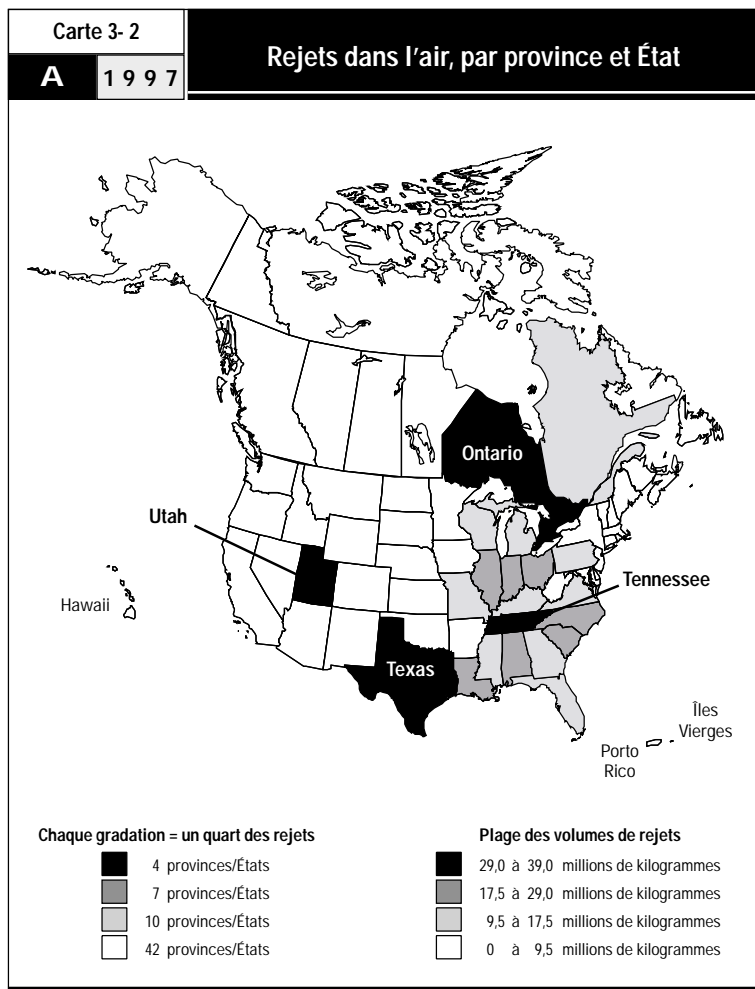 Carte 3- 2
A 1 9 9 7
Rejets dans l'air, par province et État
Ontario
Utah
Tennessee
Hawaii
Texas
Îles
Vierges
Porto
Rico
Chaque gradation = un quart des rejets
4 provinces/États
7 provinces/États
10 provinces/États
42 provinces/États
Plage des volumes de rejets
29,0 à 39,0 millions de kilogrammes
17,5 à 29,0 millions de kilogrammes
9,5 à 17,5 millions de kilogrammes
0 à 9,5 millions de kilogrammes